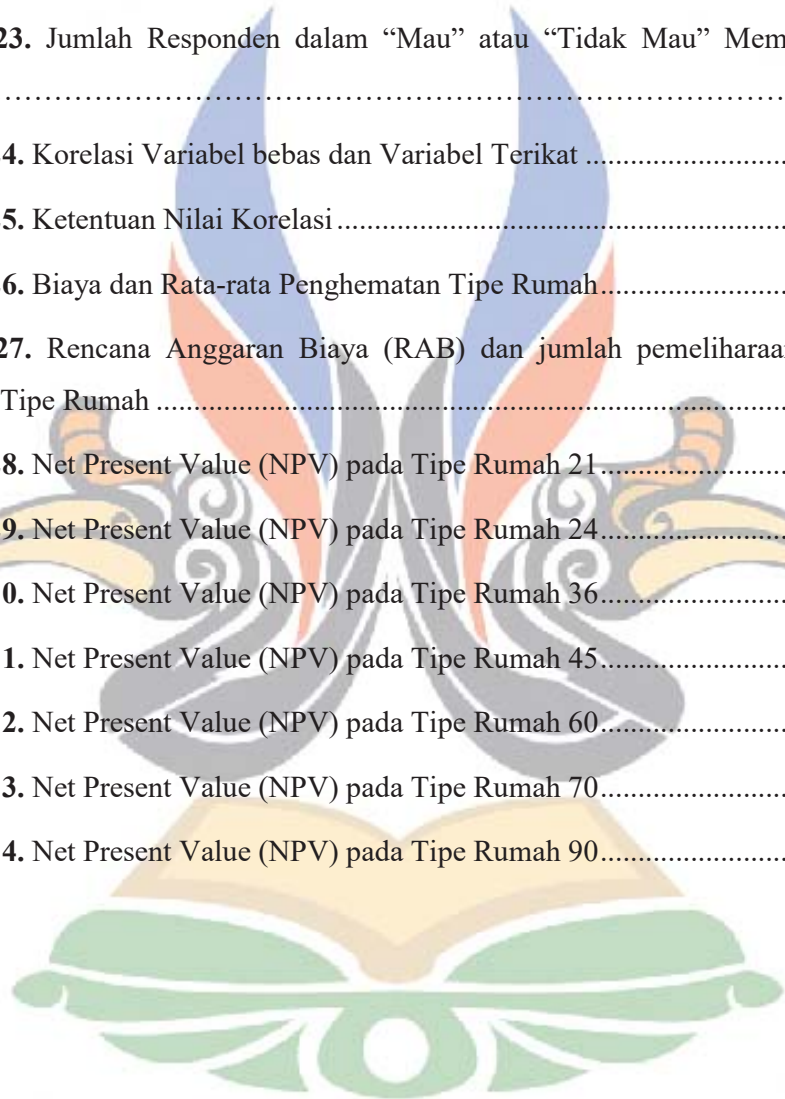 23. Jumlah Responden dalam “Mau” atau “Tidak Mau” Mem
........................................................................................
4. Korelasi Variabel bebas dan Variabel Terikat ..........................
5. Ketentuan Nilai Korelasi..........................................................
6. Biaya dan Rata-rata Penghematan Tipe Rumah........................
27. Rencana Anggaran Biaya (RAB) dan jumlah pemeliharaan
Tipe Rumah ................................................................................
8. Net Present Value (NPV) pada Tipe Rumah 21........................
9. Net Present Value (NPV) pada Tipe Rumah 24........................
0. Net Present Value (NPV) pada Tipe Rumah 36........................
1. Net Present Value (NPV) pada Tipe Rumah 45........................
2. Net Present Value (NPV) pada Tipe Rumah 60........................
3. Net Present Value (NPV) pada Tipe Rumah 70........................
4. Net Present Value (NPV) pada Tipe Rumah 90........................